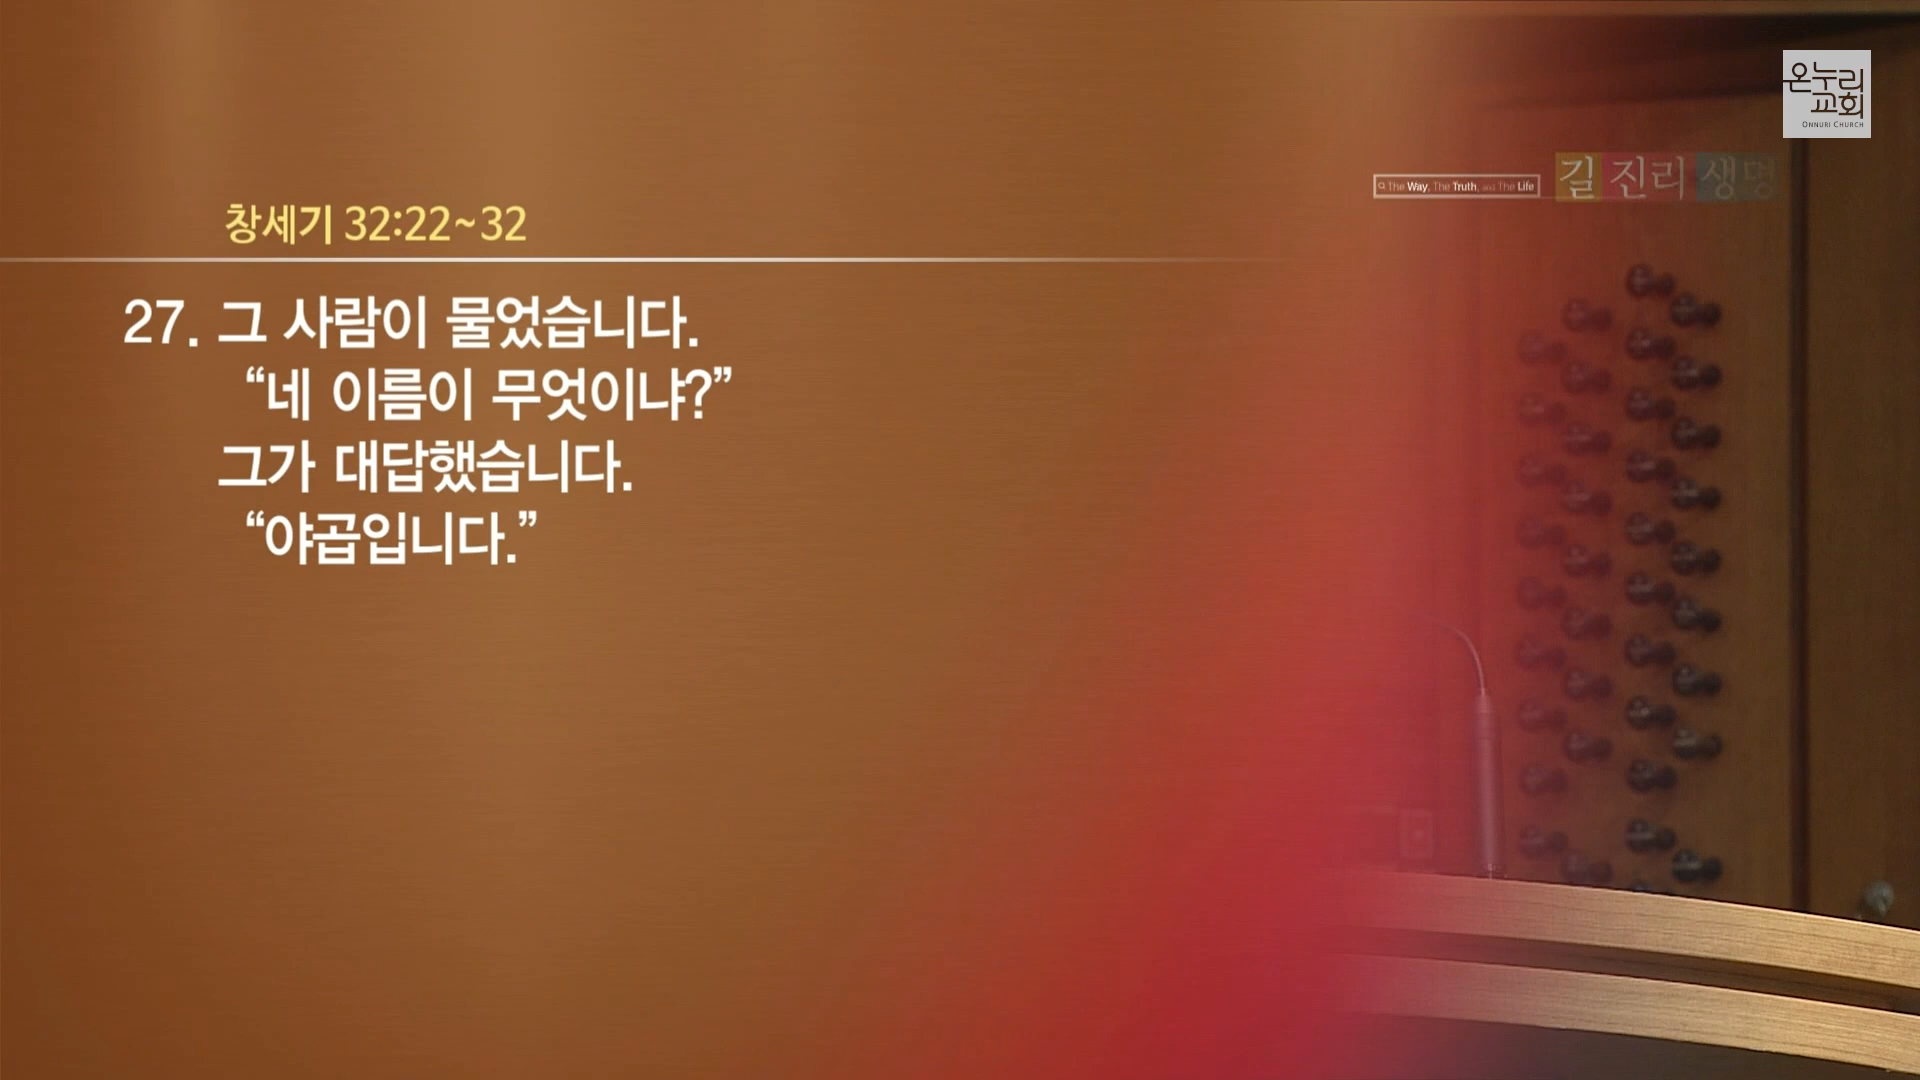 온누리
교회
ONNURI CHURCH
The Way, The Truth, and The Life
길 진리 생명
창세기 32:22~32
27. 그 사람이 물었습니다.
“네 이름이 무엇이냐?”
그가 대답했습니다.
“야곱입니다.”